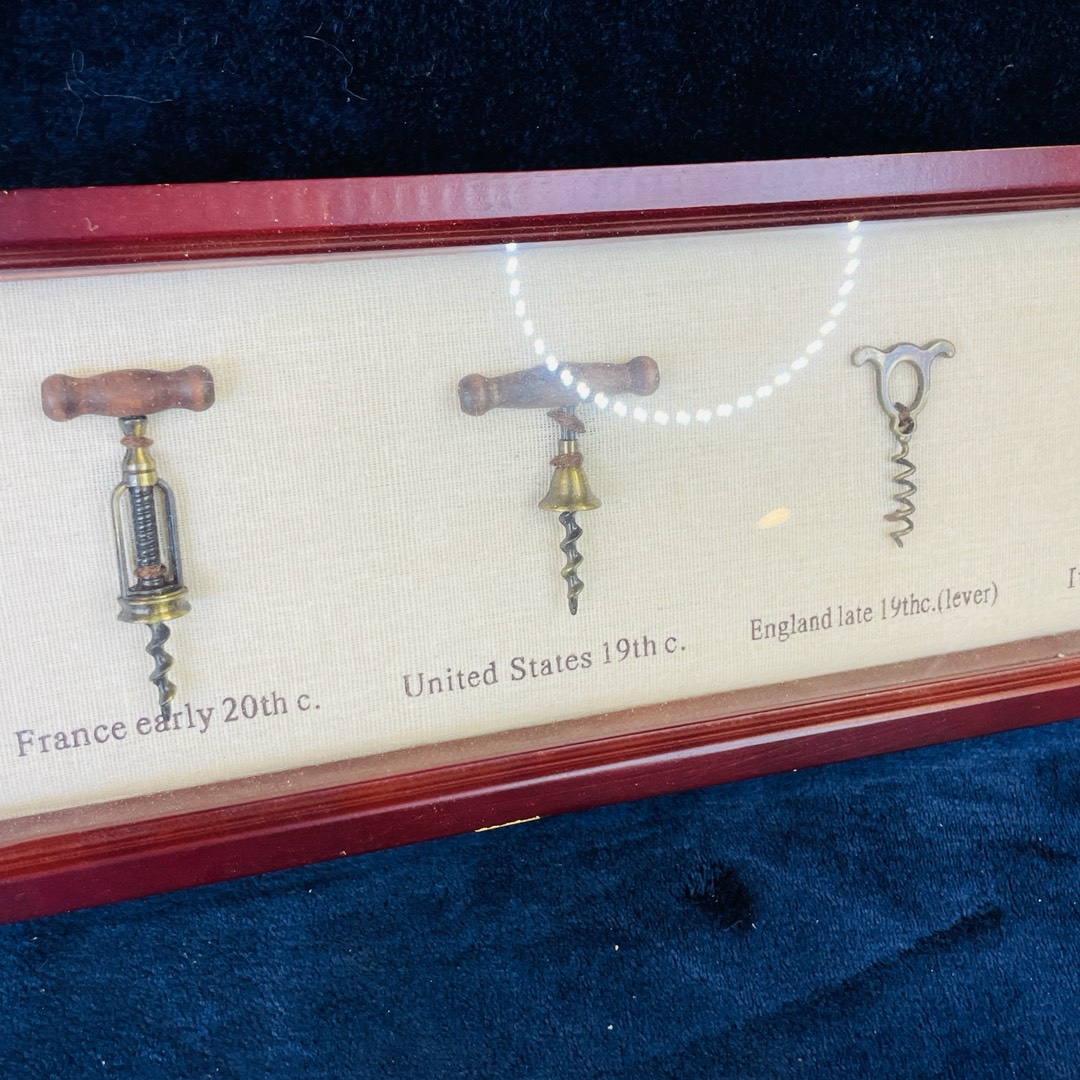 France early 20th c.
United States 19th c.
England late 19thc.(lever)